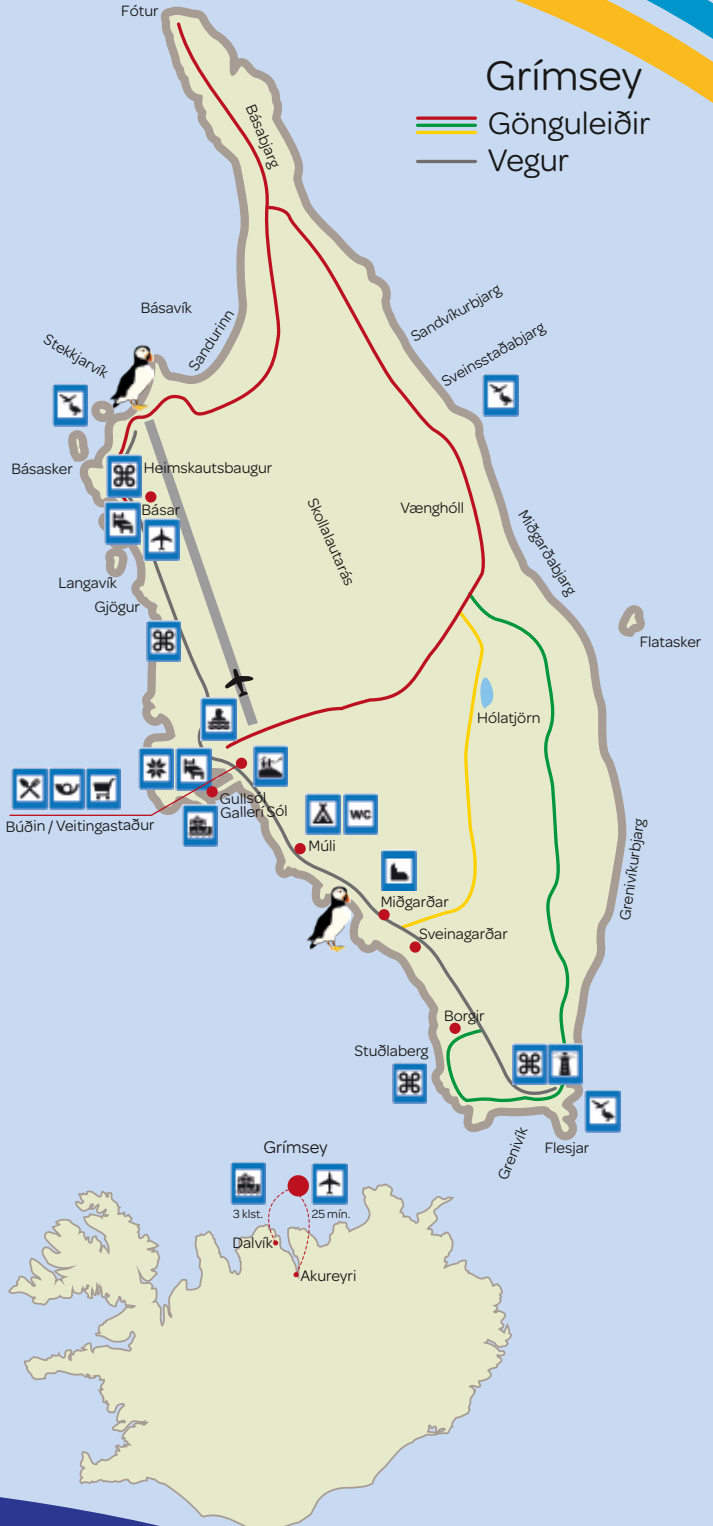 Fótur
Grímsey
Gönguleiðir
Vegur
Básabjarg
Básavík
Sandurinn
Sandvíkurbjarg
Sveinsstaðabjarg
Stekkjarvík
Básasker
Heimskautsbaugur
Básar
Vænghóll
Skollalautarás
Miðgarðabjarg
Langavík
Gjögur
Flatasker
Hólatjörn
Gullsól
Gallerí Sól
Búðin / Veitingastaður
WC
Múli
Grenivíkurbjarg
Miðgarðar
Sveinagarðar
Borgir
Stuðlaberg
Grenivík
Flesjar
Grímsey
3 klst.
25 mín.
Dalvík
Akureyri